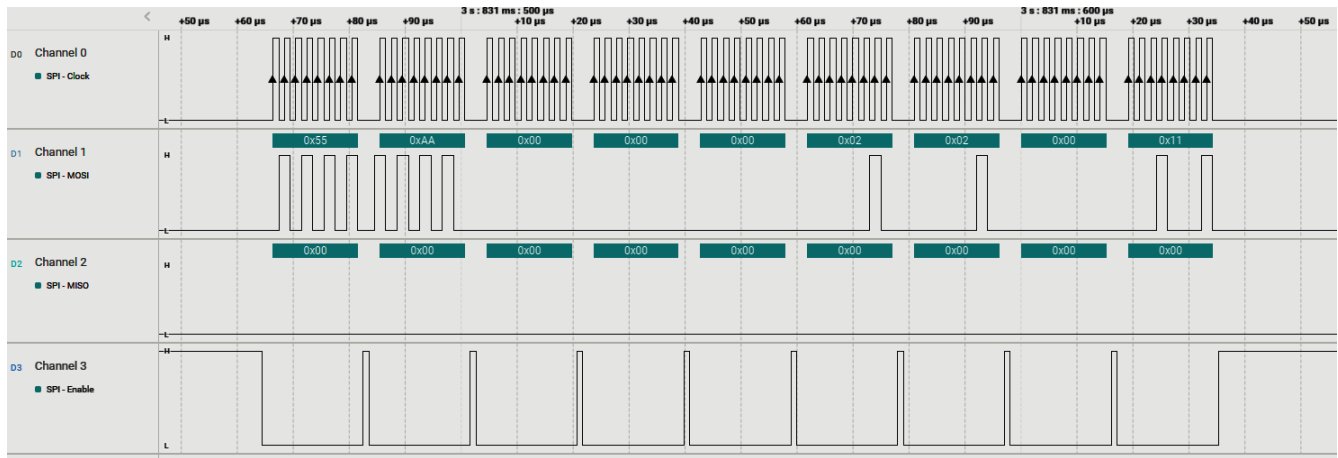 3 s : 831 ms : 500 µs 3 s : 831 ms : 600 µs
< +50 µs +60 µs +70 µs +80 µs +90 µs +10 µs +20 µs +30 µs +40 µs +50 µs +60 µs +70 µs +80 µs +90 µs +10 µs +20 µs +30 µs +40 µs +50 µs
H
D0 Channel 0
SPI - Clock
L
0x55 0xAA 0x00 0x00 0x00 0x02 0x02 0x00 0x11
D1 Channel 1 H
SPI - MOSI
L
0x00 0x00 0x00 0x00 0x00 0x00 0x00 0x00 0x00
D2 Channel 2 H
SPI - MISO
L
H
D3 Channel 3
SPI - Enable
L